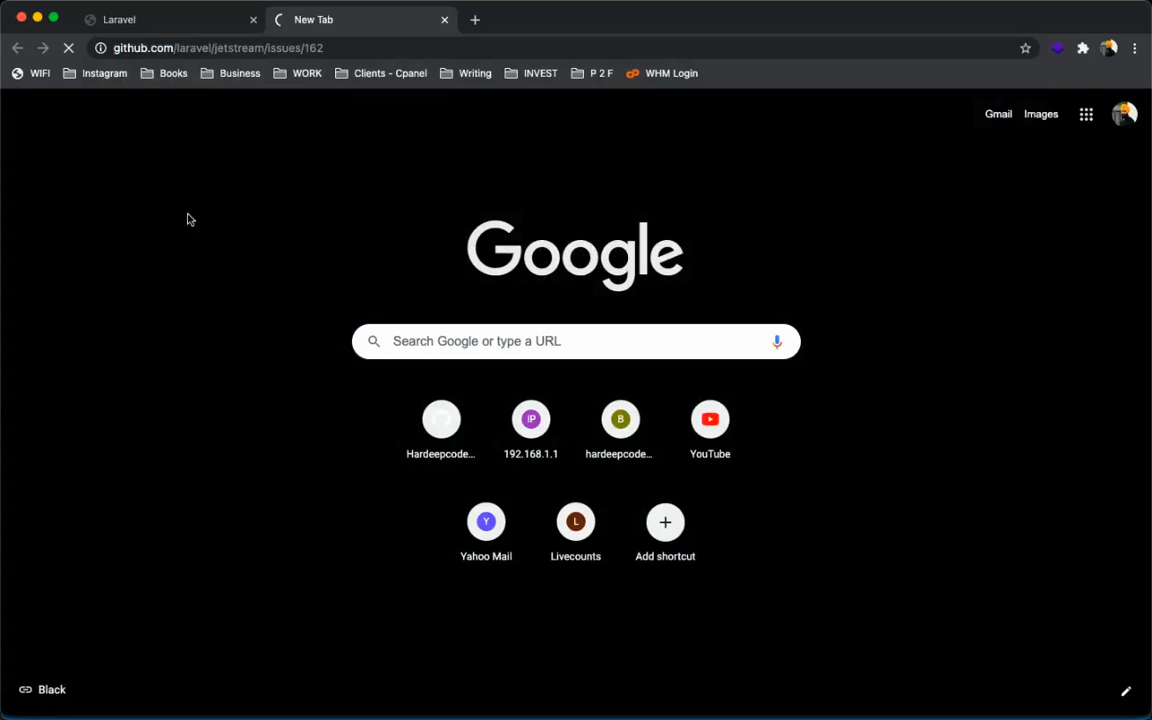 Laravel
New Tab
github.com/laravel/jetstream/issues/162
WIFI
Instagram
Books
Business
WORK
Clients - Cpanel
Writing
INVEST
P 2 F
WHM Login
Gmail
Images
Google
Search Google or type a URL
IP
B
Hardeepcode...
192.168.1.1
hardeepcode...
YouTube
Y
L
Yahoo Mail
Livecounts
Add shortcut
Black